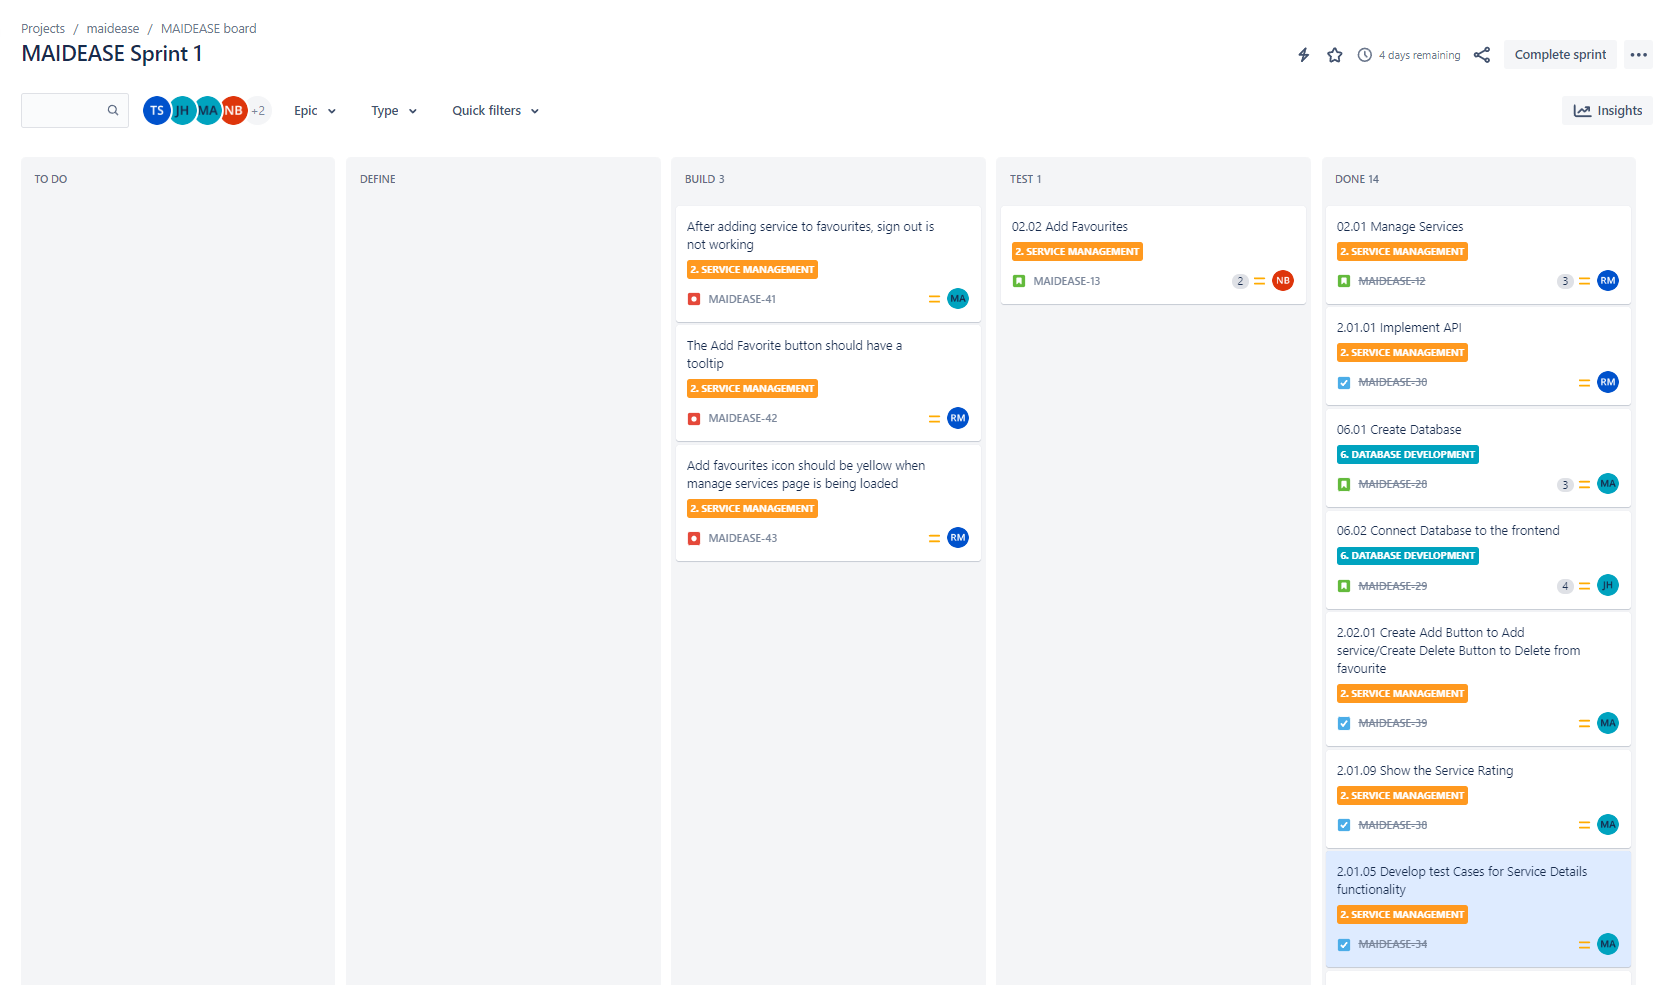 Projects / maidease / MAIDEASE board
MAIDEASE Sprint 1
4 days remaining
Complete sprint
TS JH MA NB +2
Epic
Type
Quick filters
Insights
TO DO
DEFINE
BUILD 3
After adding service to favourites, sign out is
not working
2. SERVICE MANAGEMENT
MAIDEASE-41
MA
The Add Favorite button should have a
tooltip
2. SERVICE MANAGEMENT
MAIDEASE-42
RM
Add favourites icon should be yellow when
manage services page is being loaded
2. SERVICE MANAGEMENT
MAIDEASE-43
RM
TEST 1
02.02 Add Favourites
2. SERVICE MANAGEMENT
MAIDEASE-13 2 NB
DONE 14
02.01 Manage Services
2. SERVICE MANAGEMENT
MAIDEASE-12 3 RM
2.01.01 Implement API
2. SERVICE MANAGEMENT
MAIDEASE-30 RM
06.01 Create Database
6. DATABASE DEVELOPMENT
MAIDEASE-28 3 MA
06.02 Connect Database to the frontend
6. DATABASE DEVELOPMENT
MAIDEASE-29 4 JH
2.02.01 Create Add Button to Add
service/Create Delete Button to Delete from
favourite
2. SERVICE MANAGEMENT
MAIDEASE-39 MA
2.01.09 Show the Service Rating
2. SERVICE MANAGEMENT
MAIDEASE-38 MA
2.01.05 Develop test Cases for Service Details
functionality
2. SERVICE MANAGEMENT
MAIDEASE-34 MA